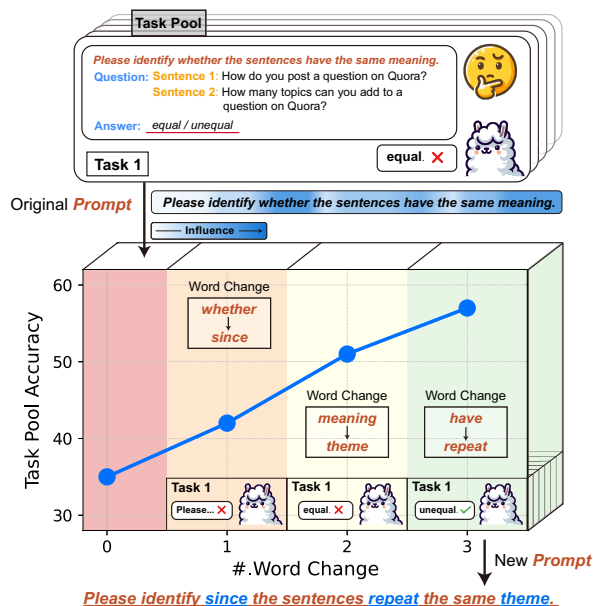 Task Pool
Please identify whether the sentences have the same meaning.
Question: Sentence 1: How do you post a question on Quora?
Sentence 2: How many topics can you add to a
question on Quora?
Answer: equal / unequal
equal.
Task 1
Original Prompt
Please identify whether the sentences have the same meaning.
Influence
60
50
40
30
Task Pool Accuracy
Word Change
whether
since
Word Change
meaning
theme
Word Change
have
repeat
Task 1
Please...
Task 1
equal.
Task 1
unequal.
0
1
2
3
#.Word Change
New Prompt
Please identify since the sentences repeat the same theme.